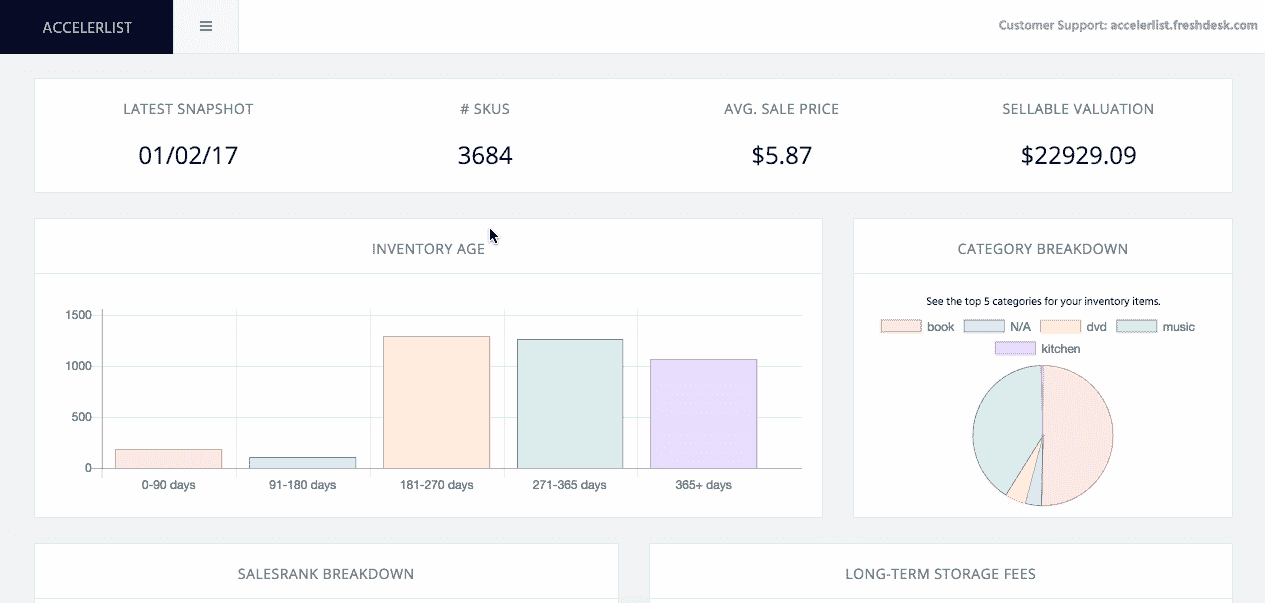 ACCELERLIST
Customer Support: accelerlist.freshdesk.com
LATEST SNAPSHOT
# SKUS
AVG. SALE PRICE
SELLABLE VALUATION
01/02/17
3684
$5.87
$22929.09
INVENTORY AGE
1500
1000
500
0
0-90 days
91-180 days
181-270 days
271-365 days
365+ days
CATEGORY BREAKDOWN
See the top 5 categories for your inventory items.
book N/A dvd music
kitchen
SALESRANK BREAKDOWN
LONG-TERM STORAGE FEES